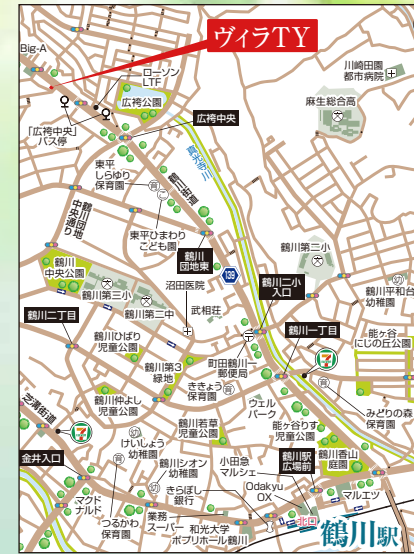 ヴィラTY
Big-A
ローソン
LTF
広袴公園
川崎田園
都市病院
麻生総合高
高
広袴中央
「広袴中央」
バス停
真光寺川
東平
しらゆり
保育園
鶴川街道
鶴川団地
中央通り
東平ひまわり
こども園
鶴川
団地東
139
鶴川第二小
鶴川
中央公園
鶴川第三小
鶴川第二中
沼田医院
武相荘
鶴川二小
入口
鶴川平和台
幼稚園
鶴川二丁目
鶴川ひばり
児童公園
鶴川第3
緑地
町田鶴川一
郵便局
鶴川一丁目
能ヶ谷
にじの丘公園
7
ききょう
保育園
鶴川仲よし
児童公園
ウェル
パーク
みどりの森
保育園
芝溝街道
7
鶴川若草
児童公園
能ヶ谷りす
児童公園
けいしょう
幼稚園
金井入口
鶴川シオン
幼稚園
小田急
マルシェ
鶴川駅
広場前
鶴川香山
庭園
Odakyu
OX
マクド
ナルド
つるかわ
保育園
きらぼし
銀行
マルエツ
業務
スーパー
和光大学
ポプリホール鶴川
北口
鶴川駅